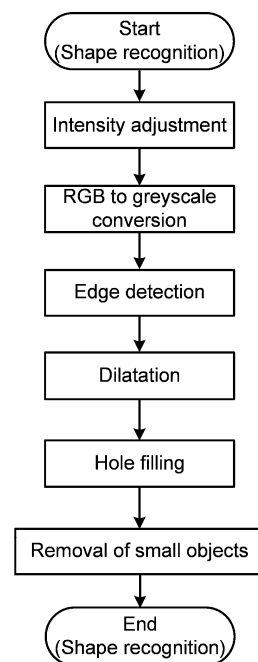 Start
(Shape recognition)
Intensity adjustment
RGB to greyscale
conversion
Edge detection
Dilatation
Hole filling
Removal of small objects
End
(Shape recognition)